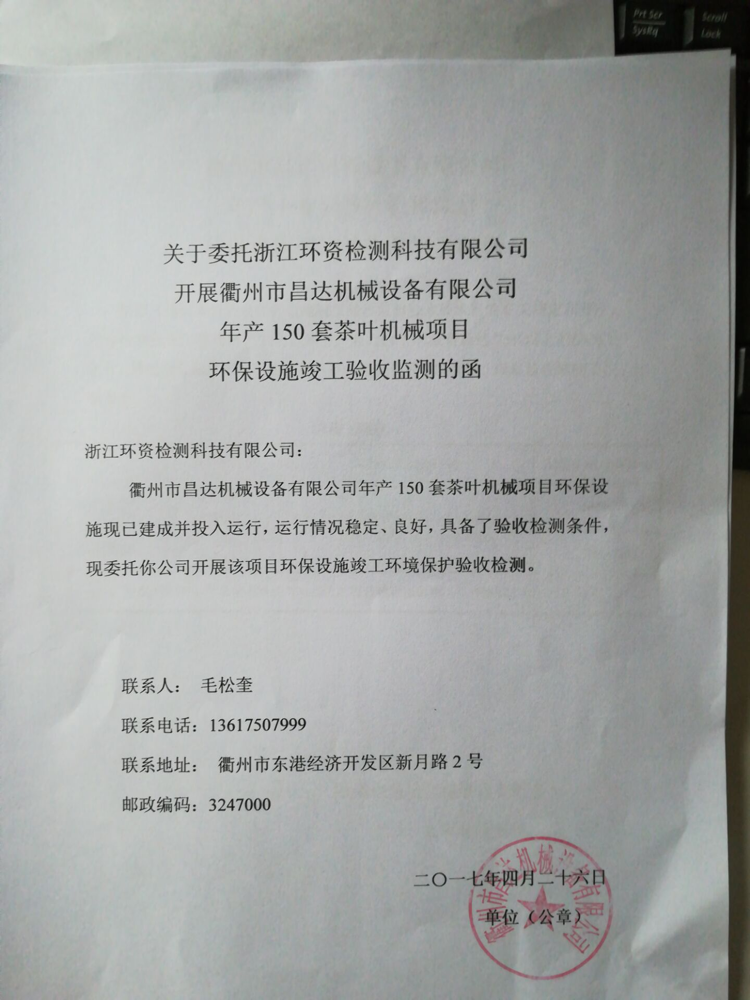 Prt Scr
SysRq
Scroll
Lock
关于委托浙江环资检测科技有限公司
开展衢州市昌达机械设备有限公司
年产 150 套茶叶机械项目
环保设施竣工验收监测的函
浙江环资检测科技有限公司：
衢州市昌达机械设备有限公司年产 150 套茶叶机械项目环保设
施现已建成并投入运行，运行情况稳定、良好，具备了验收检测条件，
现委托你公司开展该项目环保设施竣工环境保护验收检测。
联系人： 毛松奎
联系电话：13617507999
联系地址： 衢州市东港经济开发区新月路 2 号
邮政编码：3247000
二〇一七年四月二十六日
单位（公章）
衢州市昌达机械设备有限公司